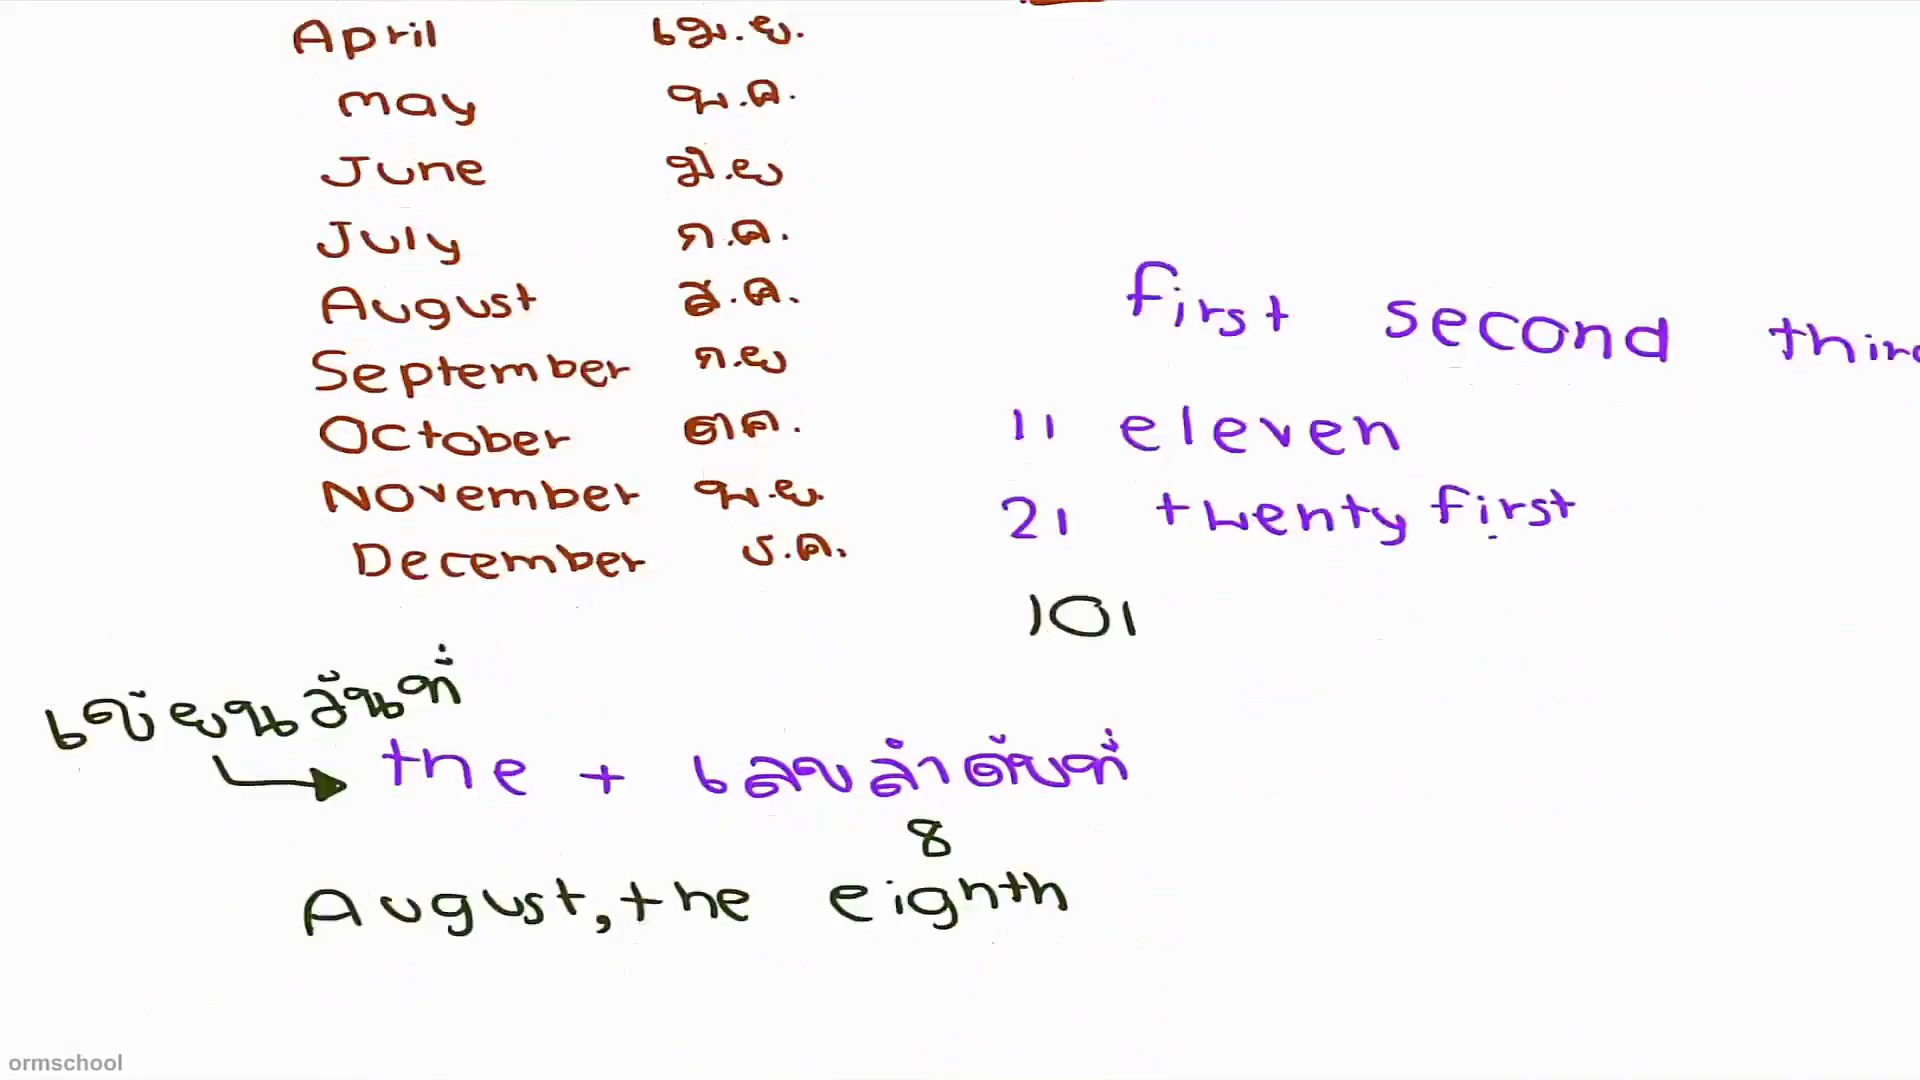 April เม.ย.
may พ.ค.
June มิ.ย
July ก.ค.
August ส.ค.
September ก.ย
October ตค.
November พ.ย.
December ธ.ค.
first second third
11 eleven
21 twenty first
101
เขียนวันที่
the + เลขลำดับที่
8
August, the eighth
ormschool